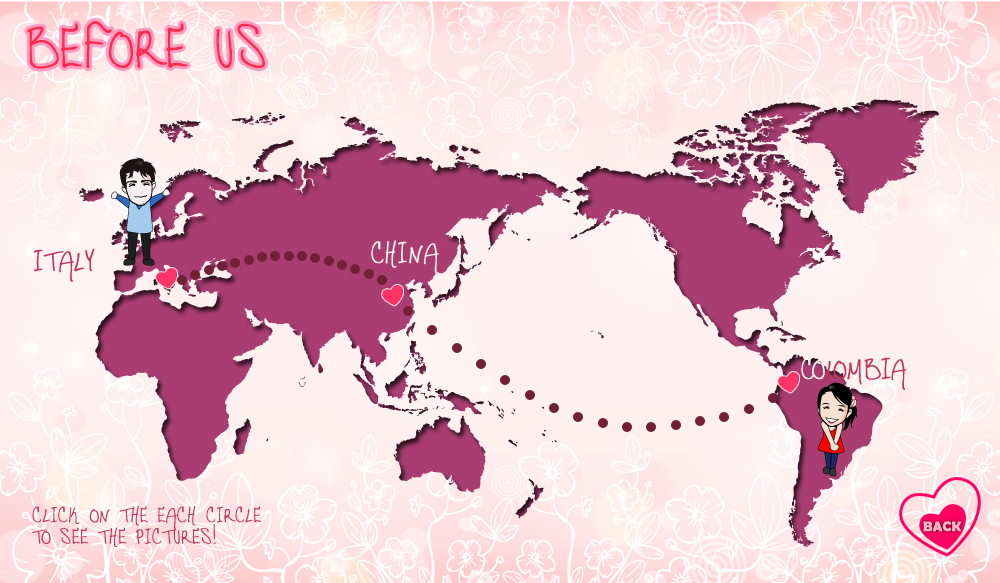 BEFORE US
ITALY
CHINA
COLOMBIA
CLICK ON THE EACH CIRCLE
TO SEE THE PICTURES!
BACK